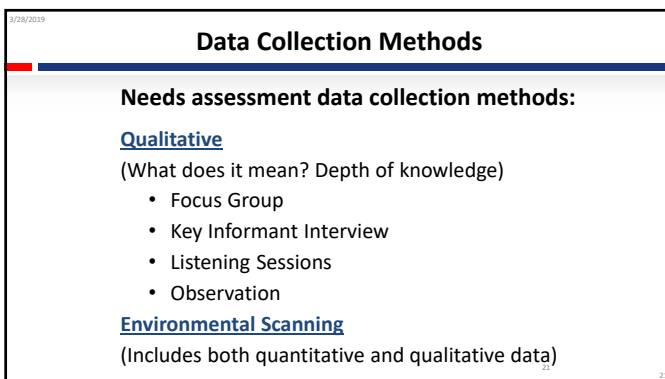 3/28/2019
Data Collection Methods
Needs assessment data collection methods:
Qualitative
(What does it mean? Depth of knowledge)
• Focus Group
• Key Informant Interview
• Listening Sessions
• Observation
Environmental Scanning
(Includes both quantitative and qualitative data)
21